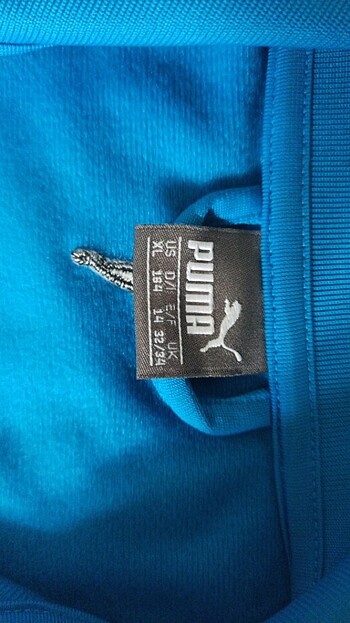 PUMA
US D/I E/F UK
XL 164 14 32/34